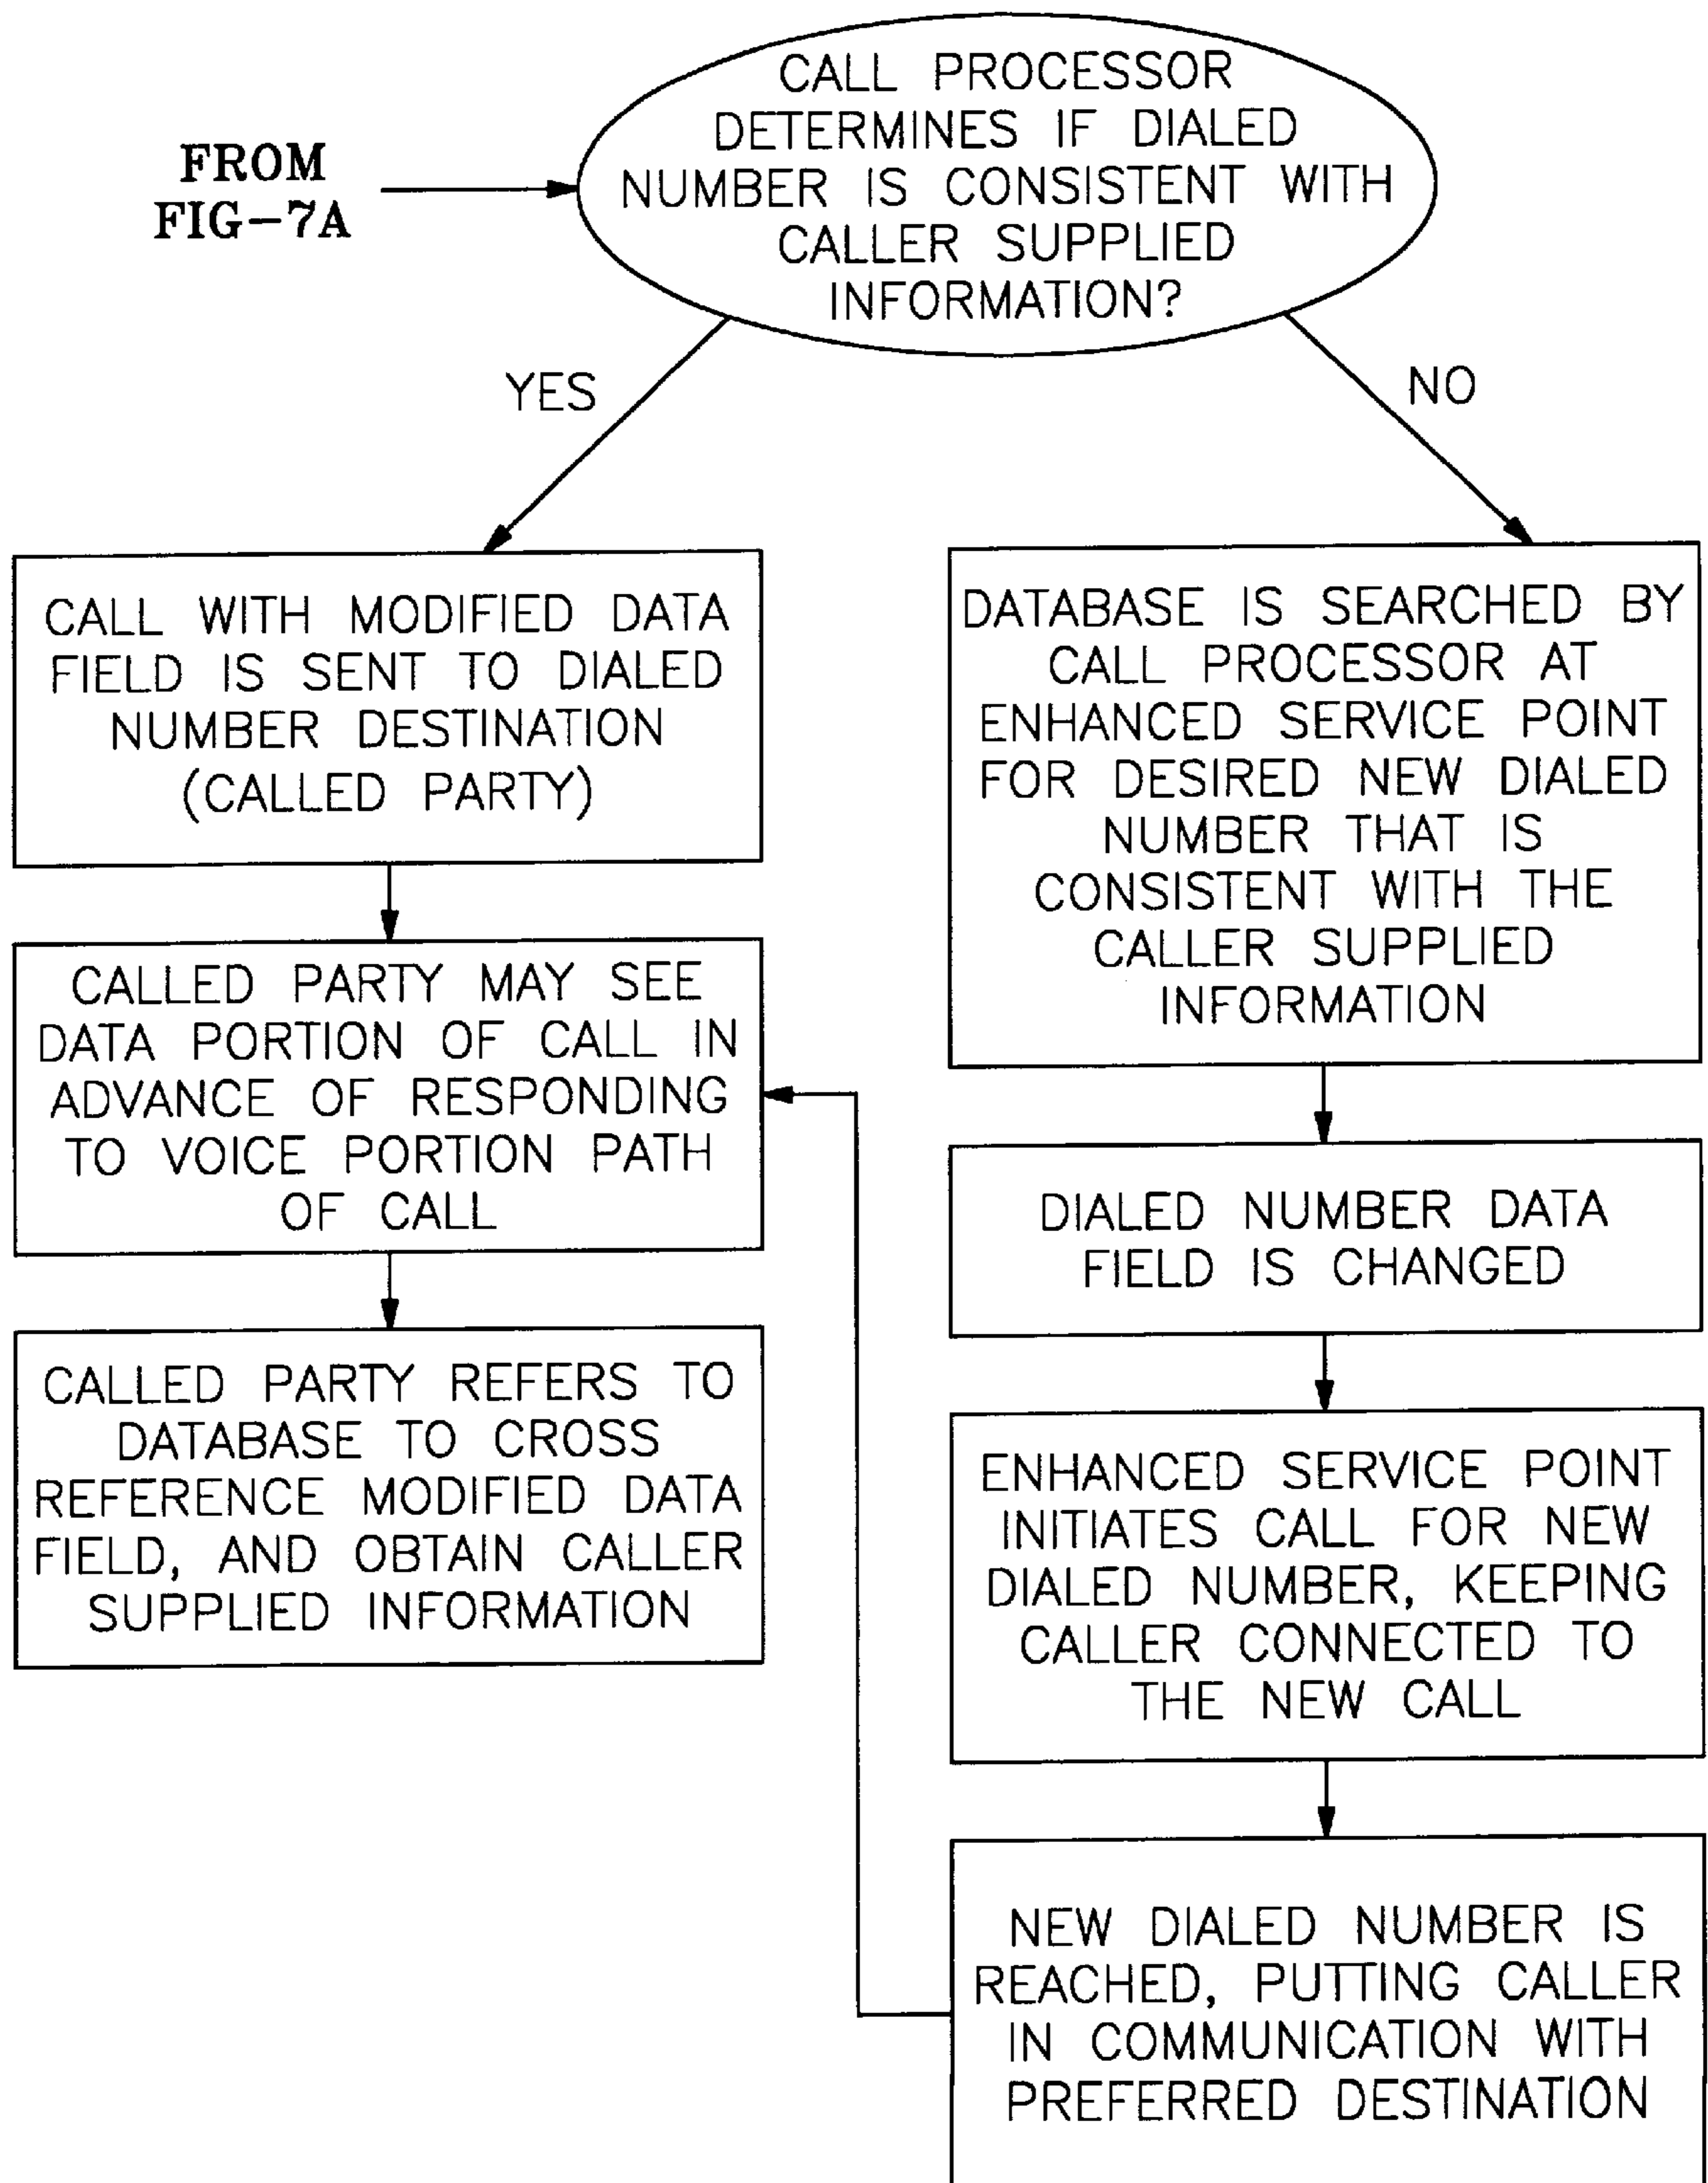 CALL PROCESSOR
DETERMINES IF DIALED
NUMBER IS CONSISTENT WITH
CALLER SUPPLIED
INFORMATION?
FROM
FIG-7A
YES
NO
CALL WITH MODIFIED DATA
FIELD IS SENT TO DIALED
NUMBER DESTINATION
(CALLED PARTY)
CALLED PARTY MAY SEE
DATA PORTION OF CALL IN
ADVANCE OF RESPONDING
TO VOICE PORTION PATH
OF CALL
CALLED PARTY REFERS TO
DATABASE TO CROSS
REFERENCE MODIFIED DATA
FIELD, AND OBTAIN CALLER
SUPPLIED INFORMATION
DATABASE IS SEARCHED BY
CALL PROCESSOR AT
ENHANCED SERVICE POINT
FOR DESIRED NEW DIALED
NUMBER THAT IS
CONSISTENT WITH THE
CALLER SUPPLIED
INFORMATION
DIALED NUMBER DATA
FIELD IS CHANGED
ENHANCED SERVICE POINT
INITIATES CALL FOR NEW
DIALED NUMBER, KEEPING
CALLER CONNECTED TO
THE NEW CALL
NEW DIALED NUMBER IS
REACHED, PUTTING CALLER
IN COMMUNICATION WITH
PREFERRED DESTINATION